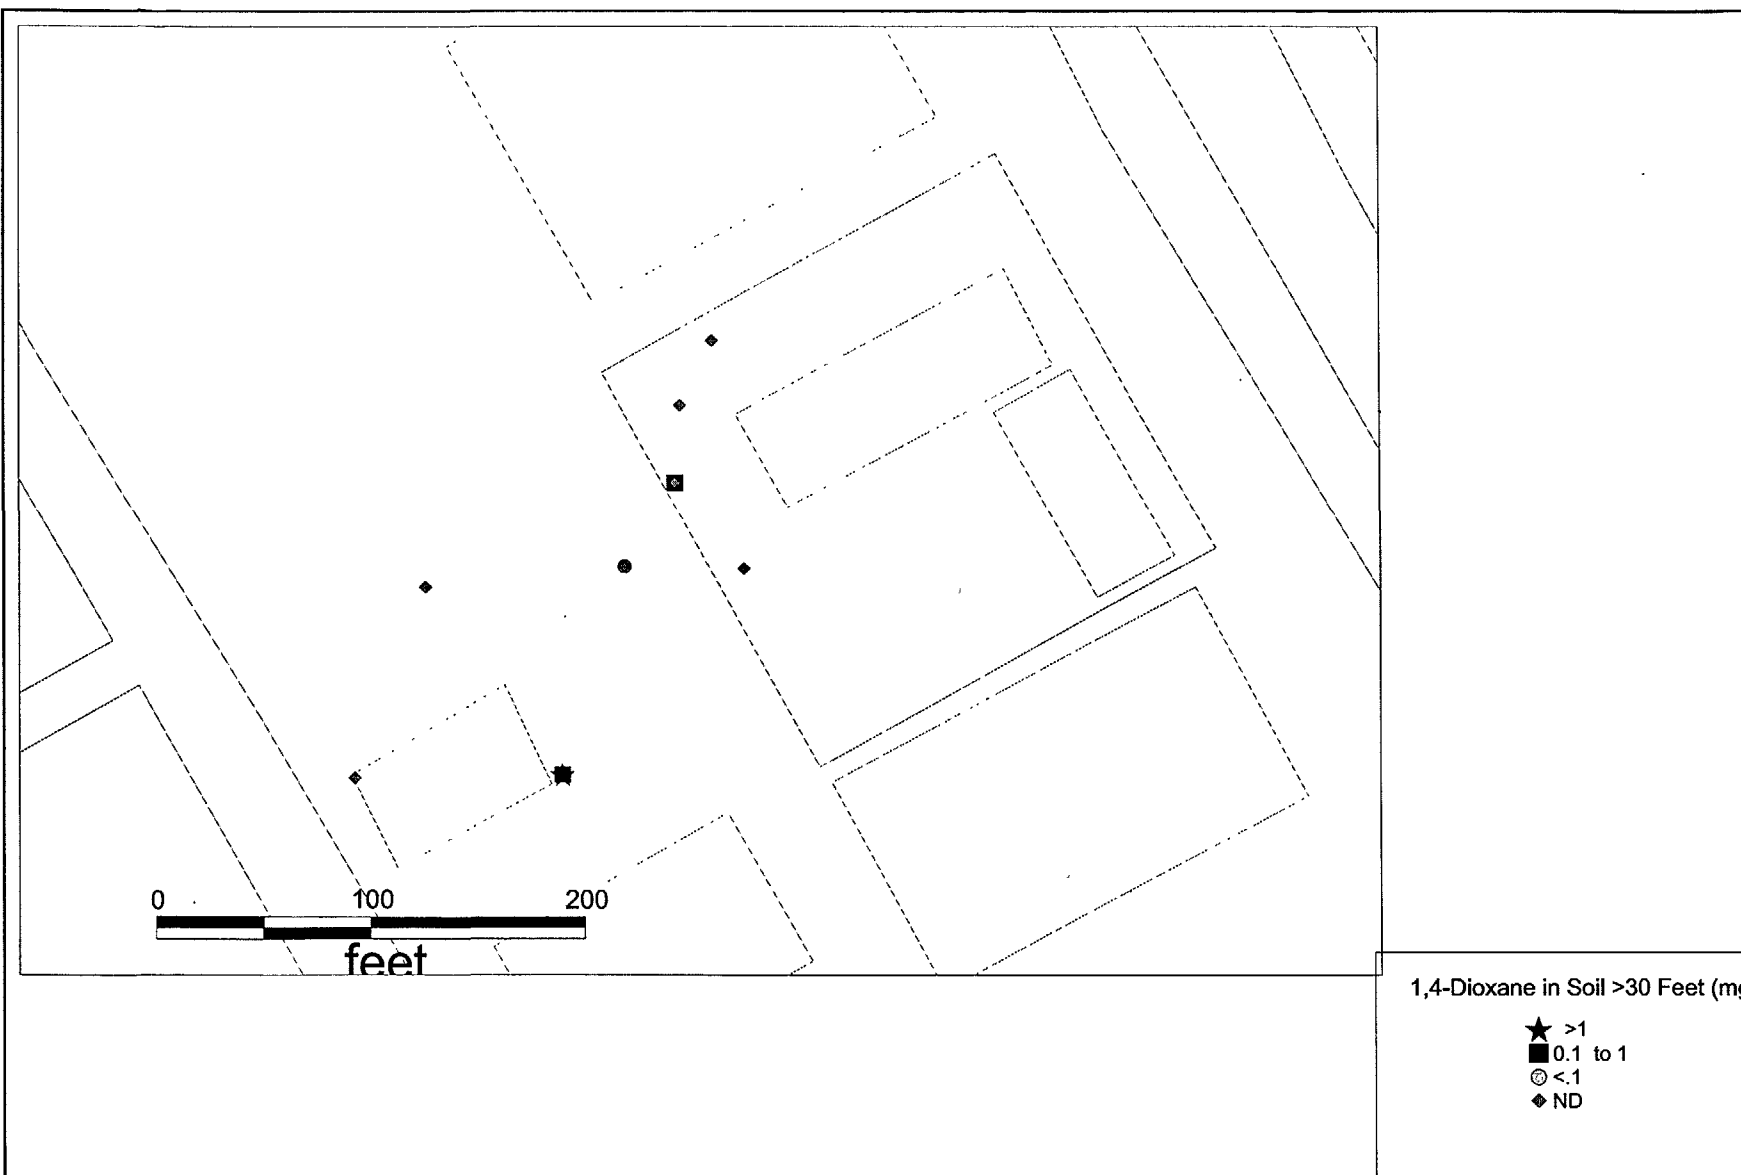 0 100 200
feet
1,4-Dioxane in Soil >30 Feet (mg
>1
0.1 to 1
<.1
ND